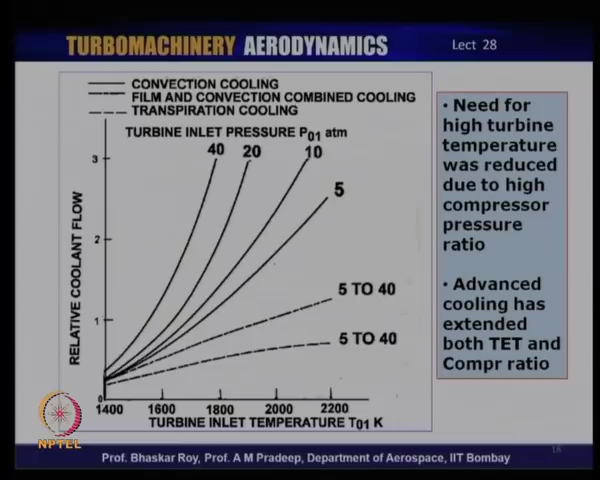 TURBOMACHINERY AERODYNAMICS
Lect 28
CONVECTION COOLING
FILM AND CONVECTION COMBINED COOLING
TRANSPIRATION COOLING
TURBINE INLET PRESSURE P01 atm
40 20 10
5
5 TO 40
5 TO 40
3
2
1
0
RELATIVE COOLANT FLOW
1400 1600 1800 2000 2200
TURBINE INLET TEMPERATURE T01 K
• Need for
high turbine
temperature
was reduced
due to high
compressor
pressure
ratio
• Advanced
cooling has
extended
both TET and
Compr ratio
NPTEL
18
Prof. Bhaskar Roy, Prof. A M Pradeep, Department of Aerospace, IIT Bombay